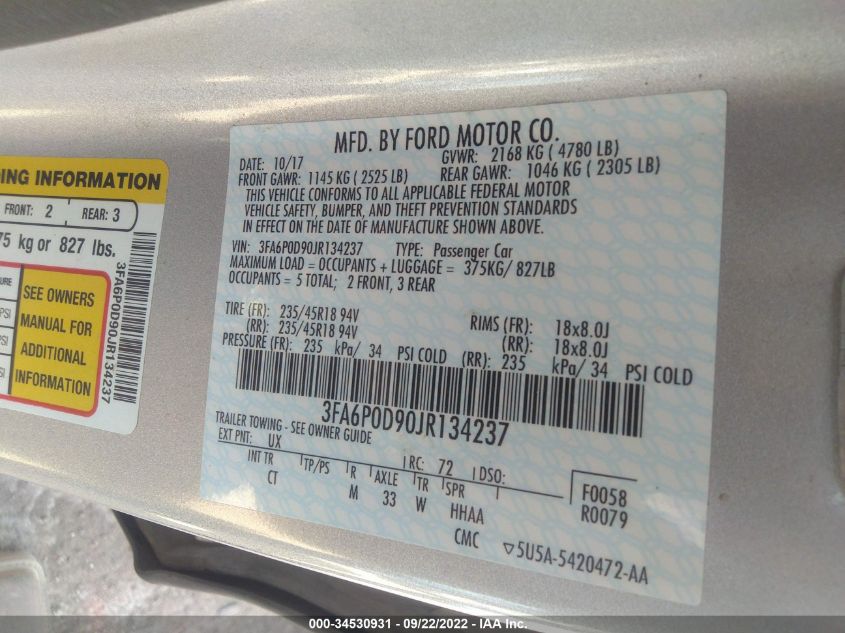 MFD. BY FORD MOTOR CO.
DATE: 10/17 GVWR: 2168 KG ( 4780 LB)
FRONT GAWR: 1145 KG ( 2525 LB) REAR GAWR: 1046 KG ( 2305 LB)
THIS VEHICLE CONFORMS TO ALL APPLICABLE FEDERAL MOTOR
VEHICLE SAFETY, BUMPER, AND THEFT PREVENTION STANDARDS
IN EFFECT ON THE DATE OF MANUFACTURE SHOWN ABOVE.
VIN: 3FA6P0D90JR134237 TYPE: Passenger Car
MAXIMUM LOAD = OCCUPANTS + LUGGAGE = 375KG/ 827LB
OCCUPANTS = 5 TOTAL; 2 FRONT, 3 REAR
TIRE (FR): 235/45R18 94V RIMS (FR): 18x8.0J
(RR): 235/45R18 94V (RR): 18x8.0J
PRESSURE (FR): 235 kPa/ 34 PSI COLD (RR): 235 kPa/ 34 PSI COLD
3FA6P0D90JR134237
TRAILER TOWING - SEE OWNER GUIDE
EXT PNT: UX RC: 72 DSO:
INT TR TP/PS R AXLE TR SPR
CT M 33 W HHAA
CMC
F0058
R0079
▽5U5A-5420472-AA
ING INFORMATION
FRONT: 2 REAR: 3
75 kg or 827 lbs.
SEE OWNERS
MANUAL FOR
ADDITIONAL
INFORMATION
3FA6P0D90JR134237
000-34530931 - 09/22/2022 - IAA Inc.